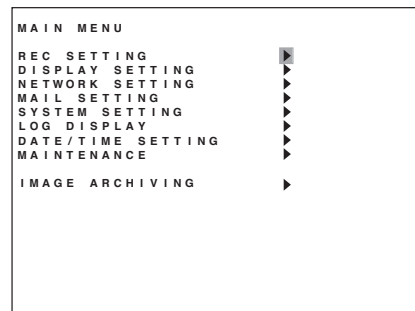 MAIN MENU
REC SETTING
DISPLAY SETTING
NETWORK SETTING
MAIL SETTING
SYSTEM SETTING
LOG DISPLAY
DATE/TIME SETTING
MAINTENANCE
IMAGE ARCHIVING